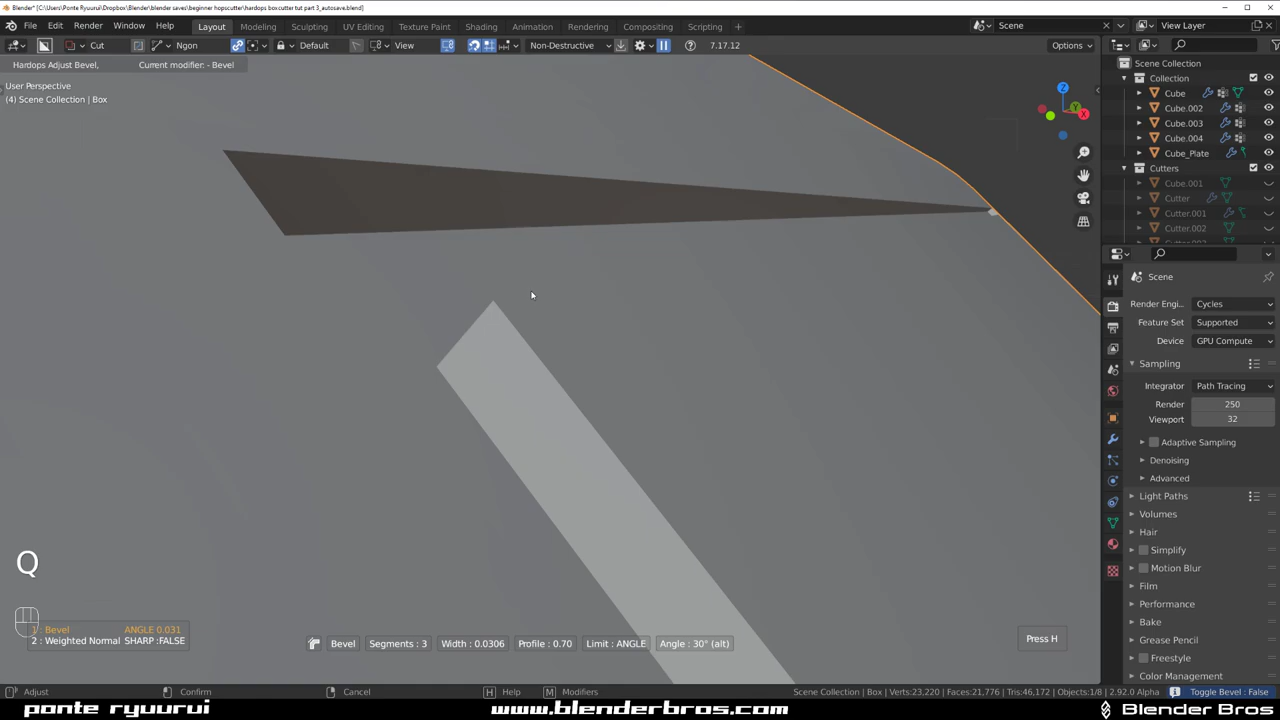 Blender* [C:\Users\Ponte Ryuurui\Dropbox\Blender\blender saves\beginner hopscutter\hardops boxcutter tut part 3_autosave.blend]
File Edit Render Window Help Layout Modeling Sculpting UV Editing Texture Paint Shading Animation Rendering Compositing Scripting + Scene View Layer
Cut Ngon Default View Non-Destructive 7.17.12 Options
Hardops Adjust Bevel, Current modifier: - Bevel
User Perspective
(4) Scene Collection | Box
Z
Y
X
Scene Collection
Collection
Cube
Cube.002
Cube.003
Cube.004
Cube_Plate
Cutters
Cube.001
Cutter
Cutter.001
Cutter.002
Scene
Render Engi.. Cycles
Feature Set Supported
Device GPU Compute
Sampling
Integrator Path Tracing
Render 250
Viewport 32
Adaptive Sampling
Denoising
Advanced
Light Paths
Volumes
Hair
Simplify
Motion Blur
Film
Performance
Bake
Grease Pencil
Freestyle
Color Management
Q
1 : Bevel ANGLE 0.031
2 : Weighted Normal SHARP :FALSE
Bevel Segments : 3 Width : 0.0306 Profile : 0.70 Limit : ANGLE Angle : 30° (alt)
Press H
Adjust Confirm Cancel H Help M Modifiers Scene Collection | Box | Verts:23,220 | Faces:21,776 | Tris:46,172 | Objects:1/8 | 2.92.0 Alpha Toggle Bevel : False
ponte ryuurui www.blenderbros.com Blender Bros